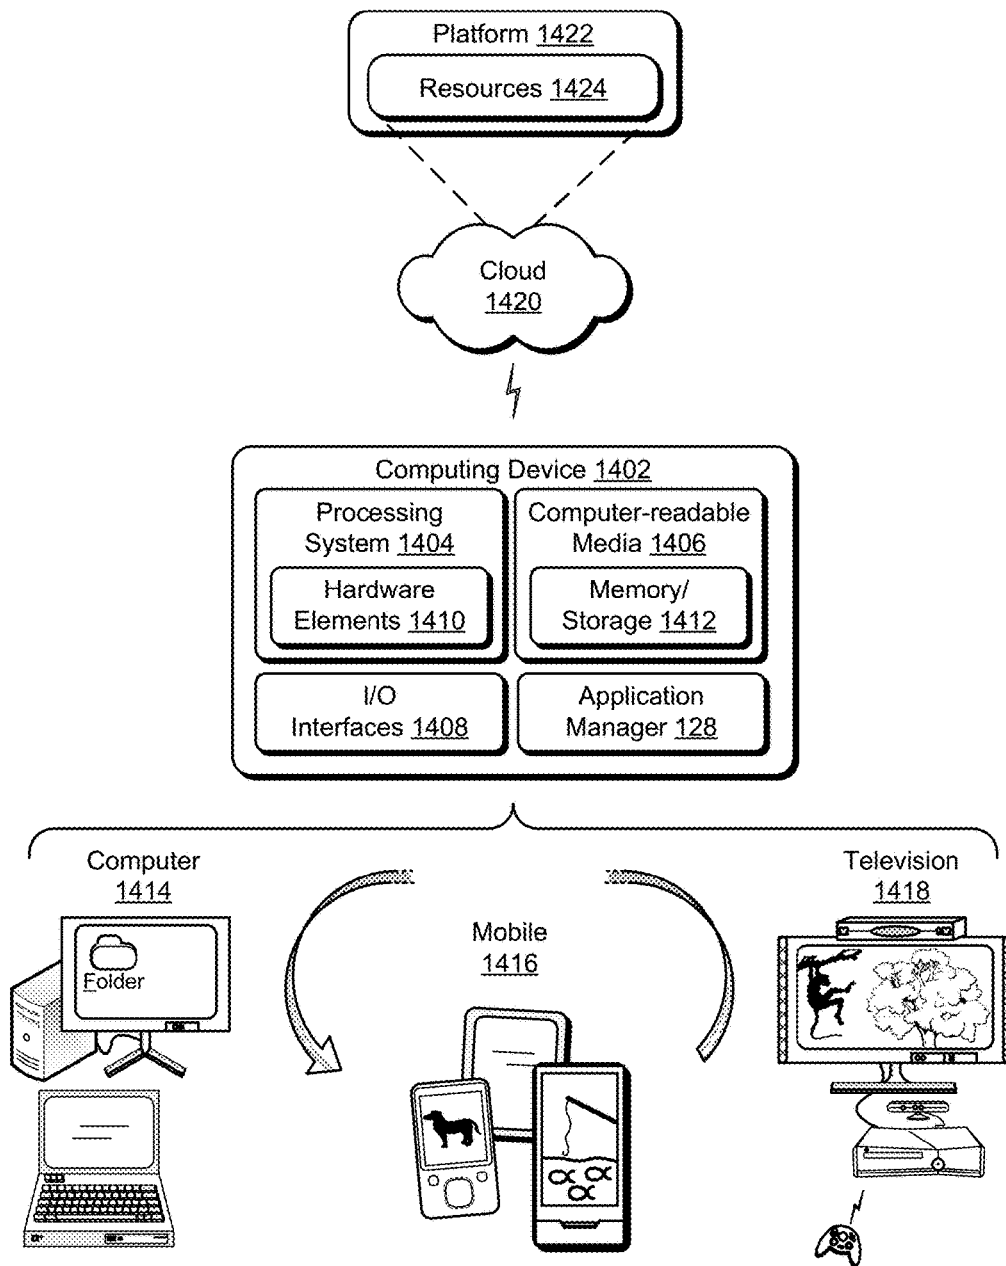 Platform 1422
Resources 1424
Cloud
1420
Computing Device 1402
Processing
System 1404
Hardware
Elements 1410
Computer-readable
Media 1406
Memory/
Storage 1412
I/O
Interfaces 1408
Application
Manager 128
Computer
1414
Folder
Mobile
1416
Television
1418